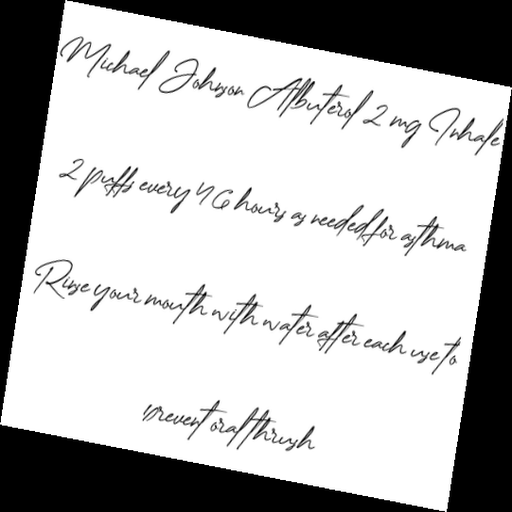 Michael Johnson Albuterol 2 mg Inhale
2 puffs every 4 6 hours as needed for asthma
Rinse your mouth with water after each use to
prevent oral thrush